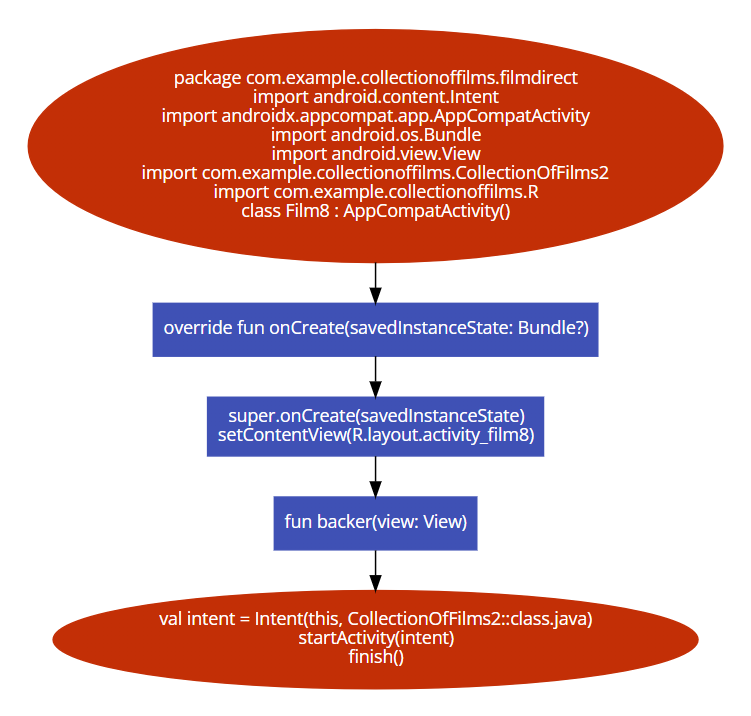 package com.example.collectionoffilms.filmdirect
import android.content.Intent
import androidx.appcompat.app.AppCompatActivity
import android.os.Bundle
import android.view.View
import com.example.collectionoffilms.CollectionOfFilms2
import com.example.collectionoffilms.R
class Film8 : AppCompatActivity()
override fun onCreate(savedInstanceState: Bundle?)
super.onCreate(savedInstanceState)
setContentView(R.layout.activity_film8)
fun backer(view: View)
val intent = Intent(this, CollectionOfFilms2::class.java)
startActivity(intent)
finish()